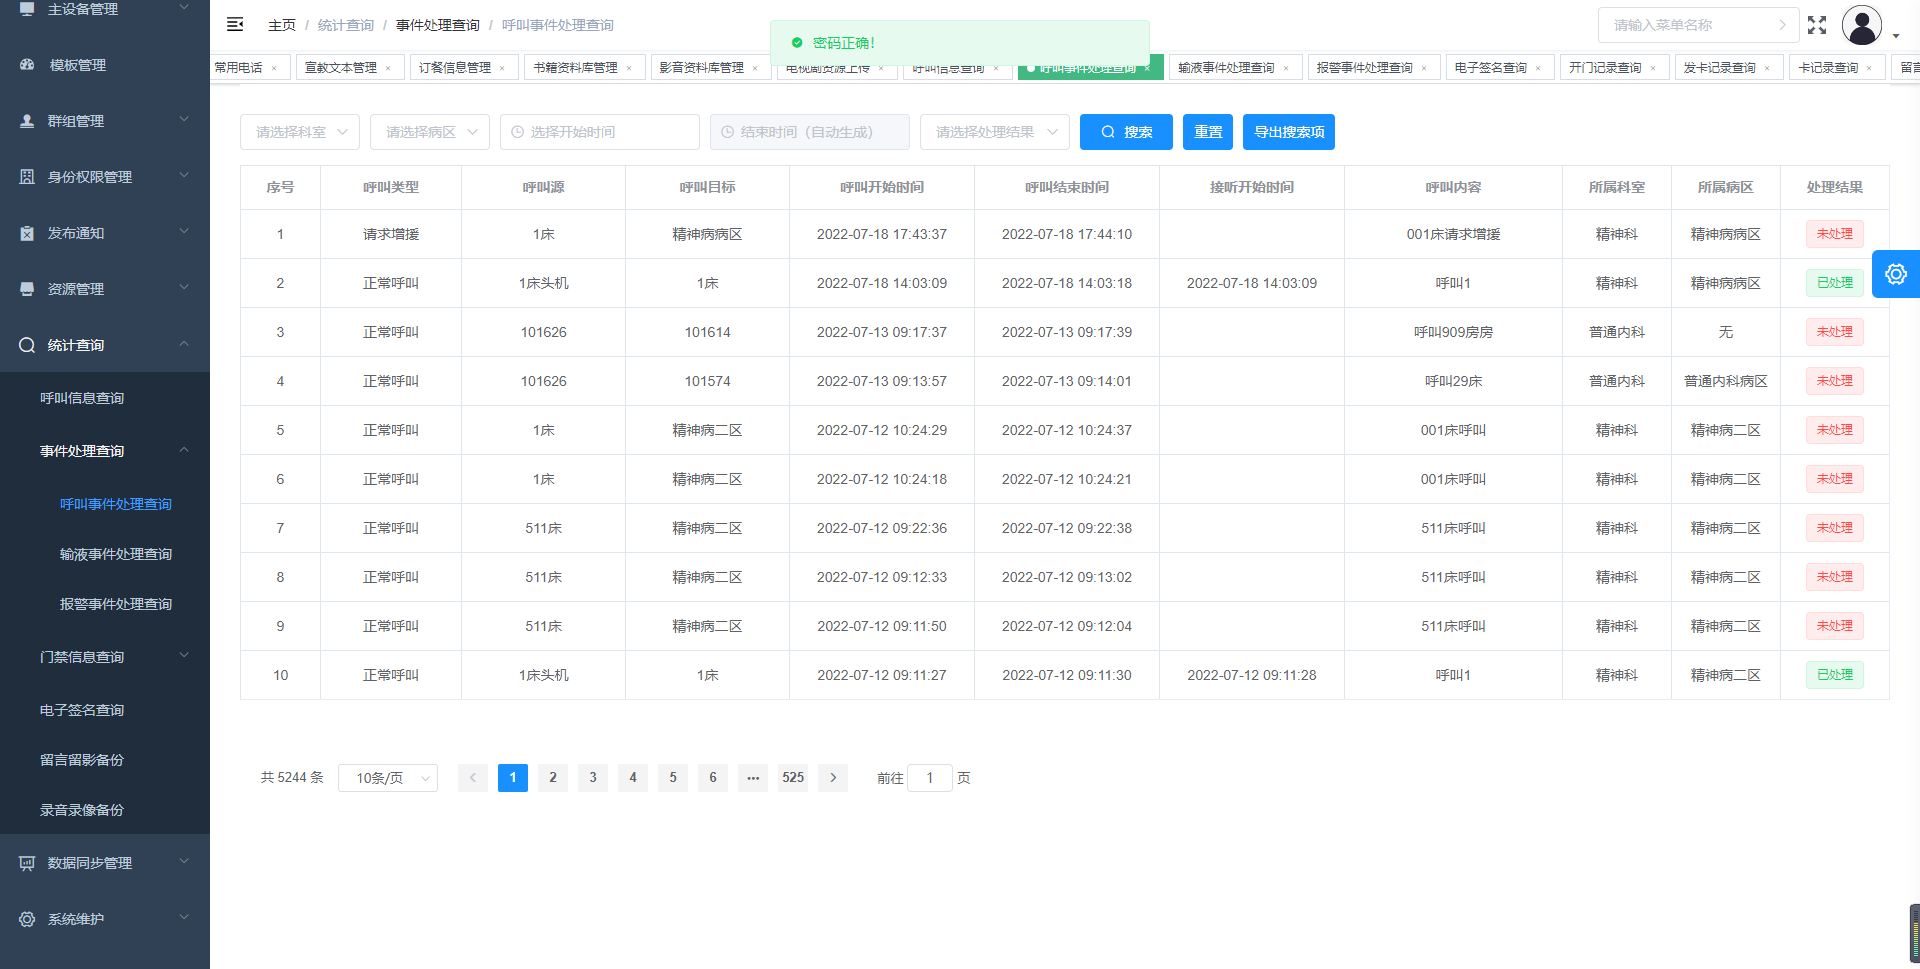 主设备管理
模板管理
群组管理
身份权限管理
发布通知
资源管理
统计查询
呼叫信息查询
事件处理查询
呼叫事件处理查询
输液事件处理查询
报警事件处理查询
门禁信息查询
电子签名查询
留言留影备份
录音录像备份
数据同步管理
系统维护
主页 / 统计查询 / 事件处理查询 / 呼叫事件处理查询
密码正确!
请输入菜单名称
常用电话 × 宣教文本管理 × 订餐信息管理 × 书籍资料库管理 × 影音资料库管理 × 电视剧资源上传 × 呼叫信息查询 × 呼叫事件处理查询 × 输液事件处理查询 × 报警事件处理查询 × 电子签名查询 × 开门记录查询 × 发卡记录查询 × 卡记录查询 × 留言
请选择科室 请选择病区 选择开始时间 结束时间（自动生成） 请选择处理结果 搜索 重置 导出搜索项
序号 呼叫类型 呼叫源 呼叫目标 呼叫开始时间 呼叫结束时间 接听开始时间 呼叫内容 所属科室 所属病区 处理结果
1 请求增援 1床 精神病病区 2022-07-18 17:43:37 2022-07-18 17:44:10 001床请求增援 精神科 精神病病区 未处理
2 正常呼叫 1床头机 1床 2022-07-18 14:03:09 2022-07-18 14:03:18 2022-07-18 14:03:09 呼叫1 精神科 精神病病区 已处理
3 正常呼叫 101626 101614 2022-07-13 09:17:37 2022-07-13 09:17:39 呼叫909房房 普通内科 无 未处理
4 正常呼叫 101626 101574 2022-07-13 09:13:57 2022-07-13 09:14:01 呼叫29床 普通内科 普通内科病区 未处理
5 正常呼叫 1床 精神病二区 2022-07-12 10:24:29 2022-07-12 10:24:37 001床呼叫 精神科 精神病二区 未处理
6 正常呼叫 1床 精神病二区 2022-07-12 10:24:18 2022-07-12 10:24:21 001床呼叫 精神科 精神病二区 未处理
7 正常呼叫 511床 精神病二区 2022-07-12 09:22:36 2022-07-12 09:22:38 511床呼叫 精神科 精神病二区 未处理
8 正常呼叫 511床 精神病二区 2022-07-12 09:12:33 2022-07-12 09:13:02 511床呼叫 精神科 精神病二区 未处理
9 正常呼叫 511床 精神病二区 2022-07-12 09:11:50 2022-07-12 09:12:04 511床呼叫 精神科 精神病二区 未处理
10 正常呼叫 1床头机 1床 2022-07-12 09:11:27 2022-07-12 09:11:30 2022-07-12 09:11:28 呼叫1 精神科 精神病二区 已处理
共 5244 条 10条/页 1 2 3 4 5 6 ... 525 前往 1 页